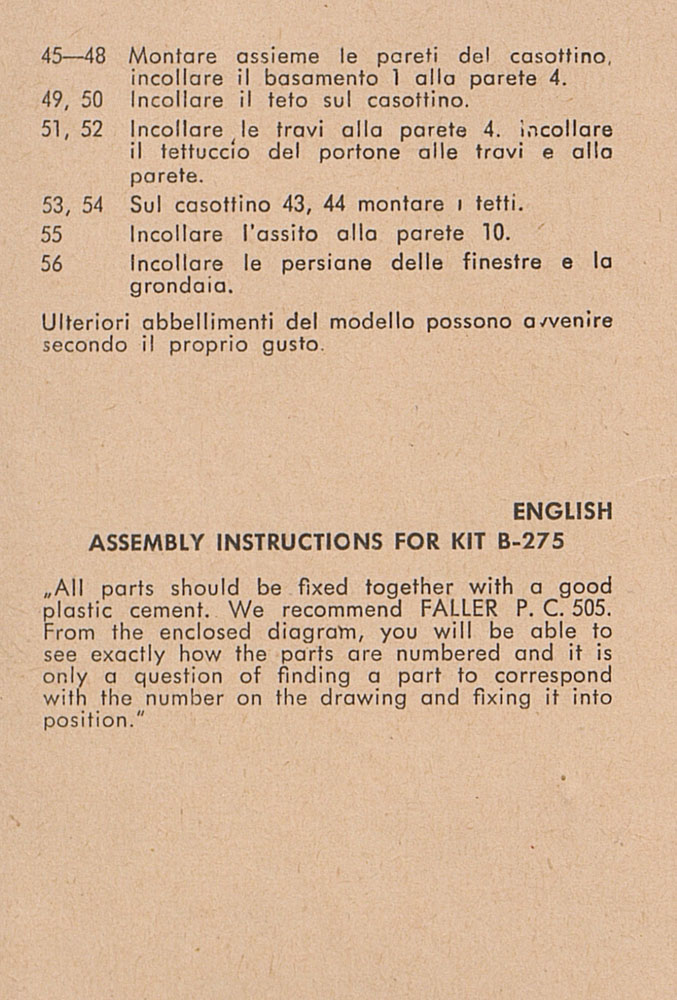 45—48 Montare assieme le pareti del casottino,
incollare il basamento 1 alla parete 4.
49, 50 Incollare il teto sul casottino.
51, 52 Incollare le travi alla parete 4. incollare
il tettuccio del portone alle travi e alla
parete.
53, 54 Sul casottino 43, 44 montare i tetti.
55 Incollare l'assito alla parete 10.
56 Incollare le persiane delle finestre e la
grondaia.
Ulteriori abbellimenti del modello possono avvenire
secondo il proprio gusto.
ENGLISH
ASSEMBLY INSTRUCTIONS FOR KIT B-275
„All parts should be fixed together with a good
plastic cement. We recommend FALLER P. C. 505.
From the enclosed diagram, you will be able to
see exactly how the parts are numbered and it is
only a question of finding a part to correspond
with the number on the drawing and fixing it into
position."